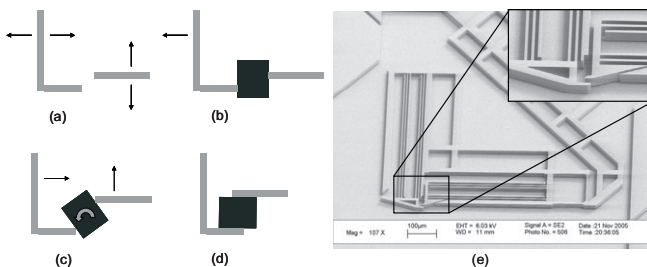 (a)
(b)
(c)
(d)
Mag = 107 X
100µm
EHT = 6.03 kV
WD = 11 mm
Signal A = SE2
Photo No. = 506
Date :21 Nov 2005
Time :20:36:05
(e)